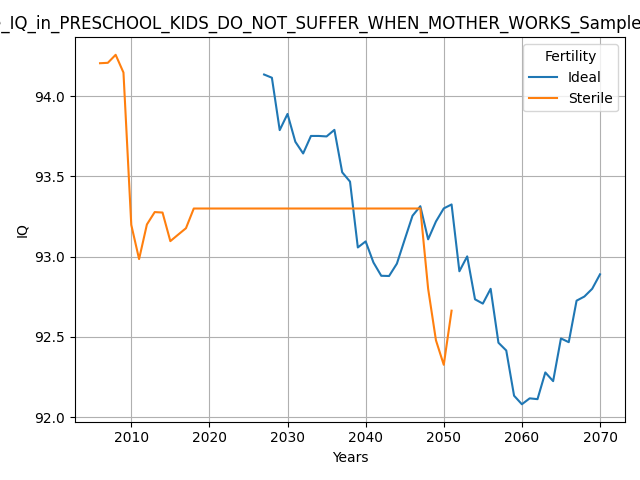 _IQ_in_PRESCHOOL_KIDS_DO_NOT_SUFFER_WHEN_MOTHER_WORKS_Sample
Fertility
Ideal
Sterile
94.0
93.5
93.0
92.5
92.0
IQ
2010 2020 2030 2040 2050 2060 2070
Years